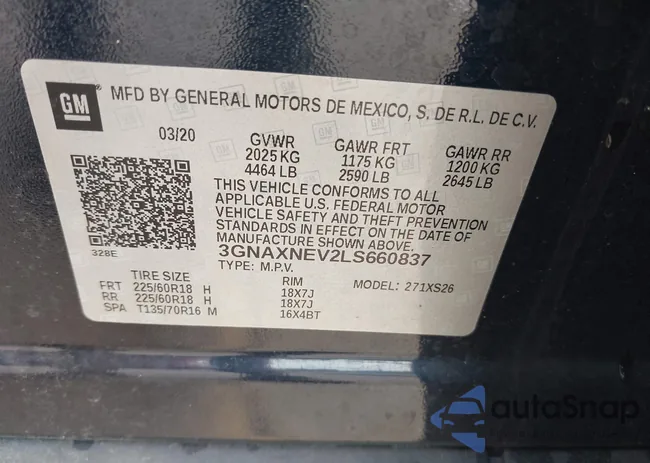 GM
MFD BY GENERAL MOTORS DE MEXICO, S. DE R.L. DE C.V.
03/20 GVWR GAWR FRT GAWR RR
2025 KG 1175 KG 1200 KG
4464 LB 2590 LB 2645 LB
THIS VEHICLE CONFORMS TO ALL
APPLICABLE U.S. FEDERAL MOTOR
VEHICLE SAFETY AND THEFT PREVENTION
STANDARDS IN EFFECT ON THE DATE OF
MANUFACTURE SHOWN ABOVE.
328E
3GNAXNEV2LS660837
TYPE: M.P.V.
MODEL: 271XS26
TIRE SIZE RIM
FRT 225/60R18 H 18X7J
RR 225/60R18 H 18X7J
SPA T135/70R16 M 16X4BT
autoSnap